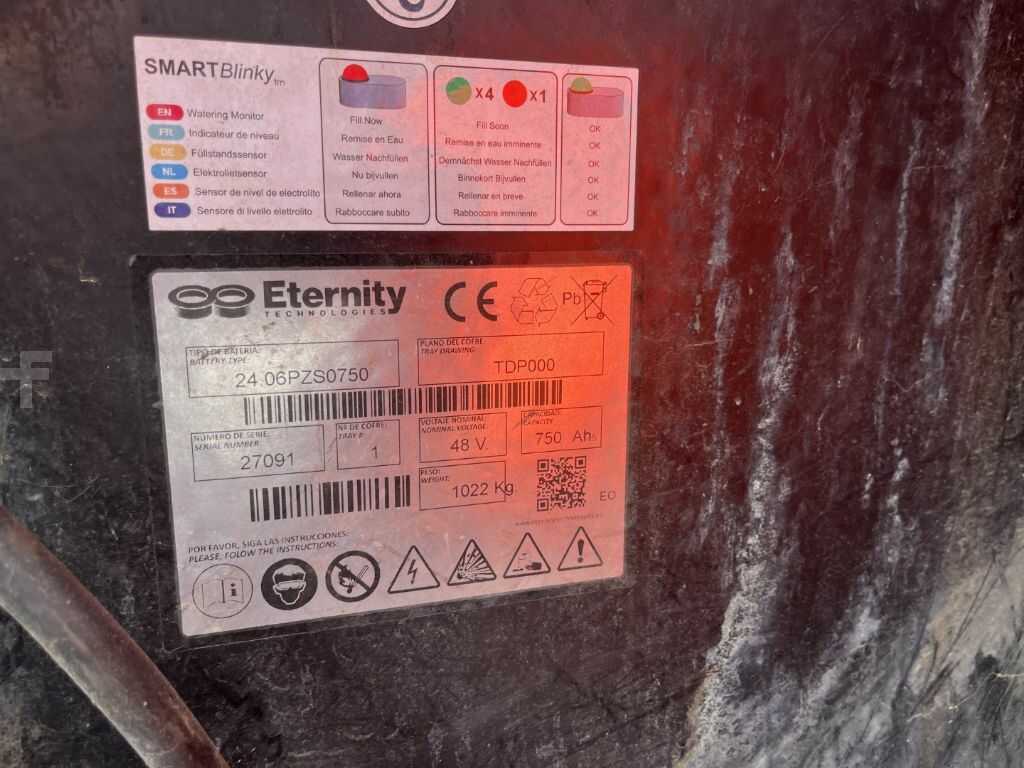 SMARTBlinky tm
EN Watering Monitor
FR Indicateur de niveau
DE Füllstandssensor
NL Elektrolietsensor
ES Sensor de nivel de electrolito
IT Sensore di livello elettrolito
Fill Now
Remise en Eau
Wasser Nachfüllen
Nu bijvullen
Rellenar ahora
Rabboccare subito
X4 X1
Fill Soon
Remise en eau imminente
Demnächst Wasser Nachfüllen
Binnekort Bijvullen
Rellenar en breve
Rabboccare imminente
OK
OK
OK
OK
OK
OK
Eternity
TECHNOLOGIES
CE
Pb
TIPO DE BATERIA:
BATTERY TYPE:
24.06PZS0750
PLANO DEL COFRE
TRAY DRAWING:
TDP000
NÚMERO DE SERIE:
SERIAL NUMBER:
27091
Nº DE COFRE:
TRAY #:
1
VOLTAJE NOMINAL:
NOMINAL VOLTAGE:
48 V.
CAPACIDAD:
CAPACITY:
750 Ah5
PESO:
WEIGHT:
1022 Kg.
EO
POR FAVOR, SIGA LAS INSTRUCCIONES:
PLEASE, FOLOW THE INSTRUCTIONS: